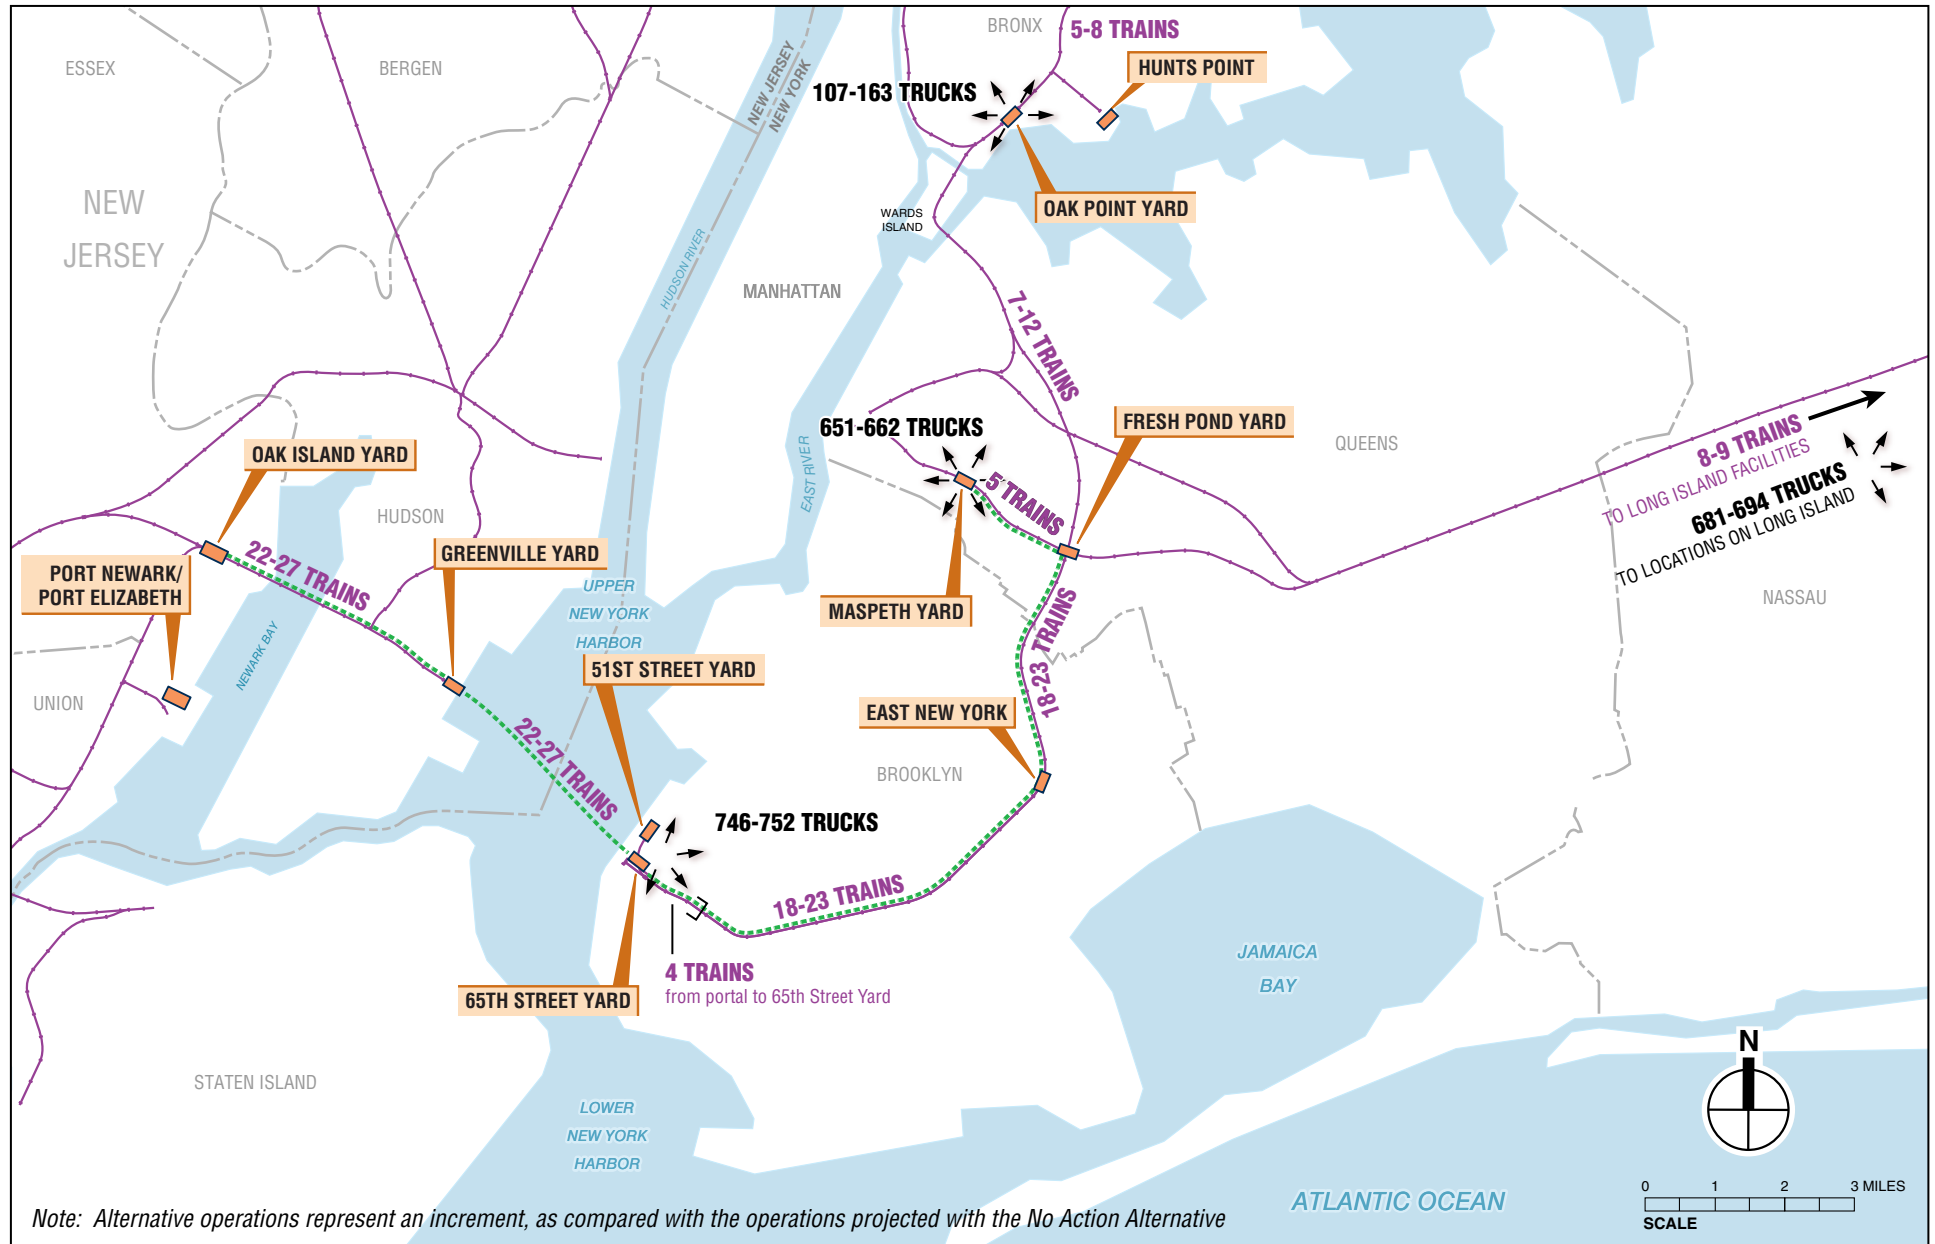 BRONX
5-8 TRAINS
ESSEX
BERGEN
NEW JERSEY
NEW YORK
HUNTS POINT
107-163 TRUCKS
NEW
JERSEY
OAK POINT YARD
WARDS
ISLAND
HUDSON RIVER
MANHATTAN
7-12 TRAINS
651-662 TRUCKS
FRESH POND YARD
QUEENS
8-9 TRAINS
TO LONG ISLAND FACILITIES
681-694 TRUCKS
TO LOCATIONS ON LONG ISLAND
OAK ISLAND YARD
EAST RIVER
5 TRAINS
HUDSON
22-27 TRAINS
GREENVILLE YARD
PORT NEWARK/
PORT ELIZABETH
UPPER
NEW YORK
HARBOR
MASPETH YARD
18-23 TRAINS
NASSAU
NEWARK BAY
51ST STREET YARD
UNION
22-27 TRAINS
EAST NEW YORK
BROOKLYN
746-752 TRUCKS
18-23 TRAINS
4 TRAINS
from portal to 65th Street Yard
65TH STREET YARD
JAMAICA
BAY
STATEN ISLAND
LOWER
NEW YORK
HARBOR
N
ATLANTIC OCEAN
0 1 2 3 MILES
SCALE
Note: Alternative operations represent an increment, as compared with the operations projected with the No Action Alternative